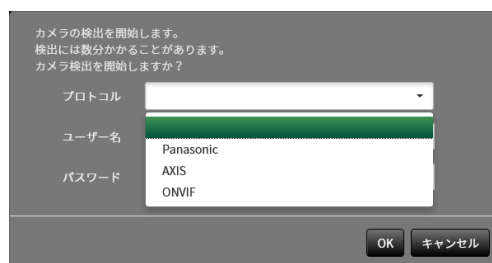 カメラの検出を開始します。
検出には数分かかることがあります。
カメラ検出を開始しますか？
プロトコル
ユーザー名
Panasonic
パスワード
AXIS
ONVIF
OK キャンセル